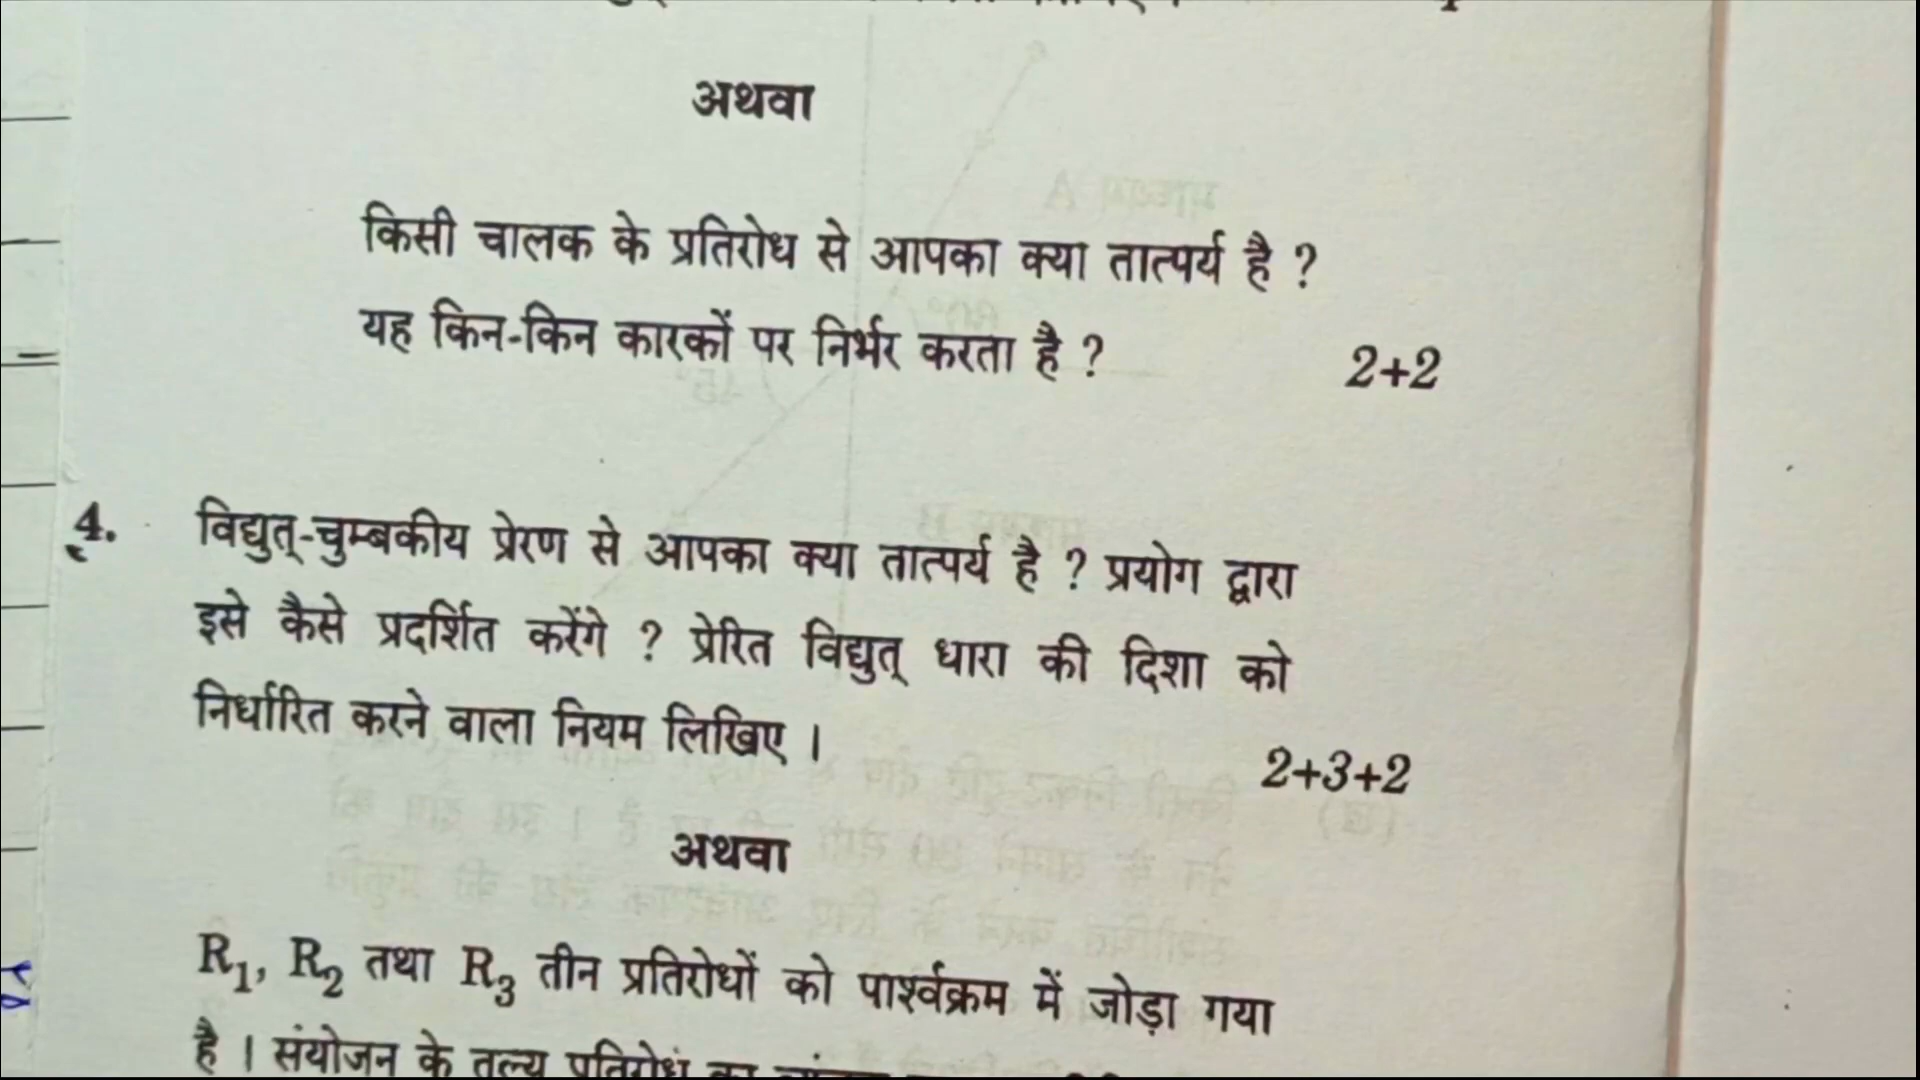 अथवा
किसी चालक के प्रतिरोध से आपका क्या तात्पर्य है ?
यह किन-किन कारकों पर निर्भर करता है ? 2+2
4. विद्युत्-चुम्बकीय प्रेरण से आपका क्या तात्पर्य है ? प्रयोग द्वारा
इसे कैसे प्रदर्शित करेंगे ? प्रेरित विद्युत् धारा की दिशा को
निर्धारित करने वाला नियम लिखिए ।
2+3+2
अथवा
R₁, R₂ तथा R₃ तीन प्रतिरोधों को पार्श्वक्रम में जोड़ा गया
है । संयोजन के तुल्य प्रतिरोध का